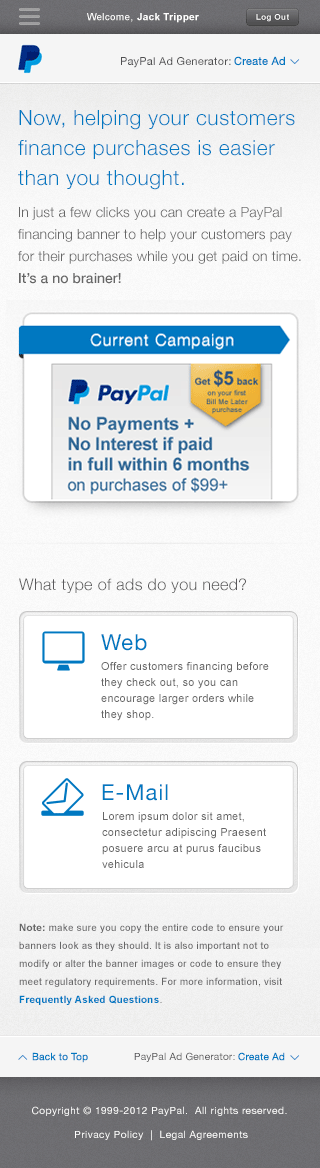 Welcome, Jack Tripper
Log Out
PayPal Ad Generator: Create Ad
Now, helping your customers
finance purchases is easier
than you thought.
In just a few clicks you can create a PayPal
financing banner to help your customers pay
for their purchases while you get paid on time.
It's a no brainer!
Current Campaign
PayPal
Get $5 back
on your first
Bill Me Later
purchase
No Payments +
No Interest if paid
in full within 6 months
on purchases of $99+
What type of ads do you need?
Web
Offer customers financing before
they check out, so you can
encourage larger orders while
they shop.
E-Mail
Lorem ipsum dolor sit amet,
consectetur adipiscing Praesent
posuere arcu at purus faucibus
vehicula
Note: make sure you copy the entire code to ensure your
banners look as they should. It is also important not to
modify or alter the banner images or code to ensure they
meet regulatory requirements. For more information, visit
Frequently Asked Questions.
Back to Top
PayPal Ad Generator: Create Ad
Copyright © 1999-2012 PayPal. All rights reserved.
Privacy Policy | Legal Agreements